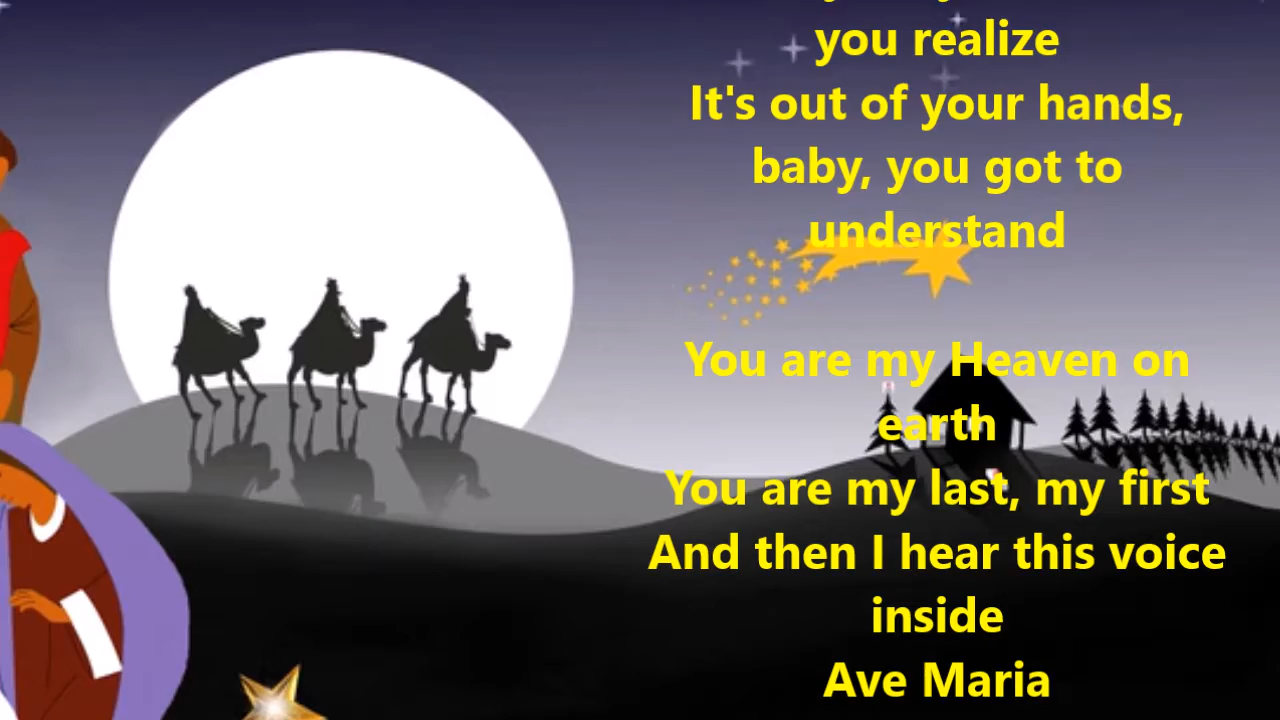 you realize
It's out of your hands,
baby, you got to
understand
You are my Heaven on
earth
You are my last, my first
And then I hear this voice
inside
Ave Maria